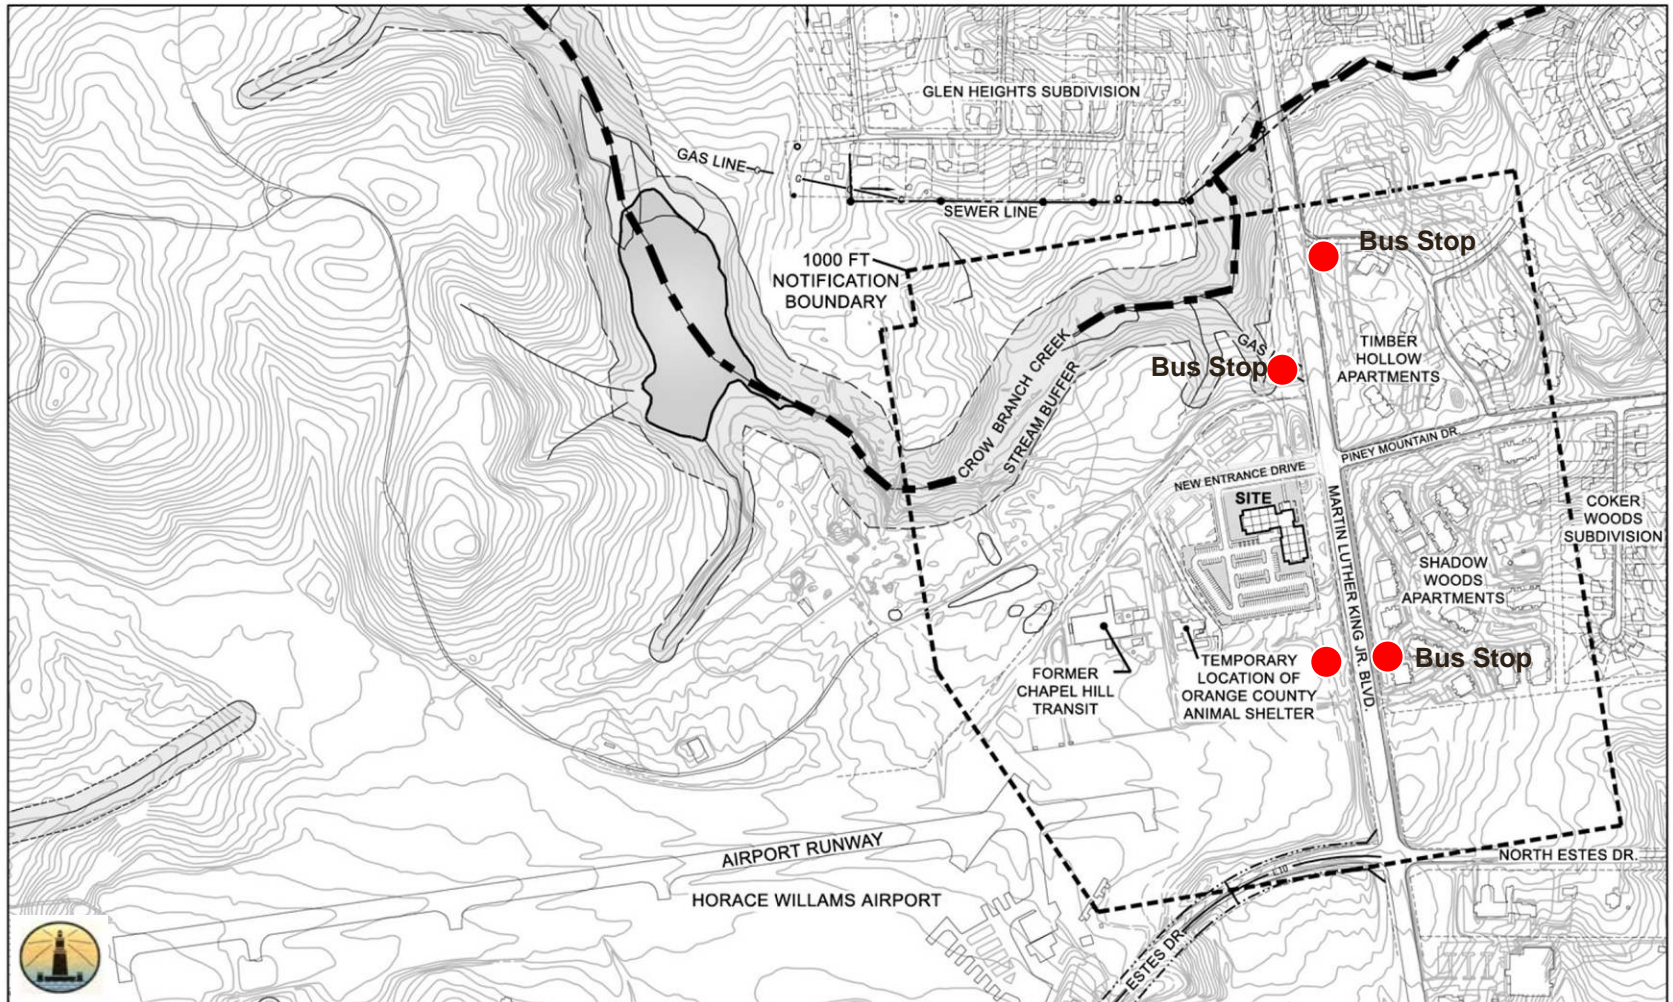 GLEN HEIGHTS SUBDIVISION
GAS LINE
SEWER LINE
1000 FT
NOTIFICATION
BOUNDARY
Bus Stop
CROW BRANCH CREEK
STREAM BUFFER
GAS
Bus Stop
TIMBER
HOLLOW
APARTMENTS
PINEY MOUNTAIN DR.
NEW ENTRANCE DRIVE
SITE
MARTIN LUTHER KING JR. BLVD.
COKER
WOODS
SUBDIVISION
SHADOW
WOODS
APARTMENTS
Bus Stop
FORMER
CHAPEL HILL
TRANSIT
TEMPORARY
LOCATION OF
ORANGE COUNTY
ANIMAL SHELTER
AIRPORT RUNWAY
HORACE WILLAMS AIRPORT
NORTH ESTES DR.
ESTES DR.